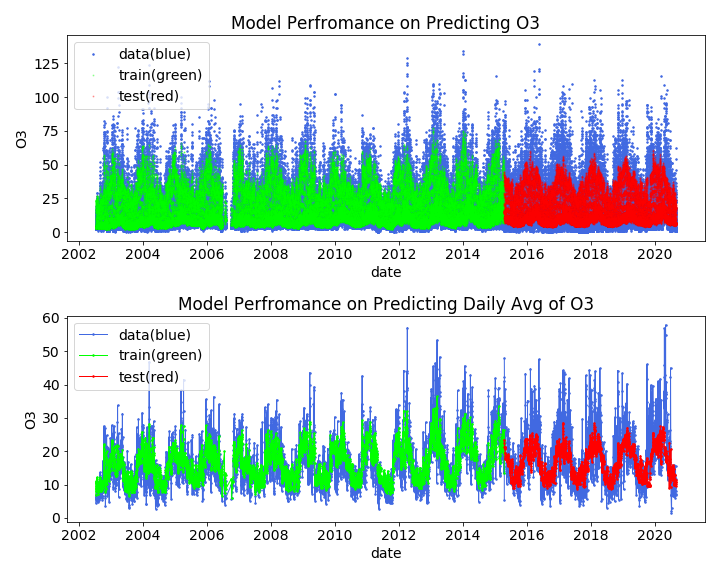 Model Perfromance on Predicting O3
data(blue)
train(green)
test(red)
O3
125
100
75
50
25
0
2002 2004 2006 2008 2010 2012 2014 2016 2018 2020
date
Model Perfromance on Predicting Daily Avg of O3
data(blue)
train(green)
test(red)
O3
60
50
40
30
20
10
0
2002 2004 2006 2008 2010 2012 2014 2016 2018 2020
date